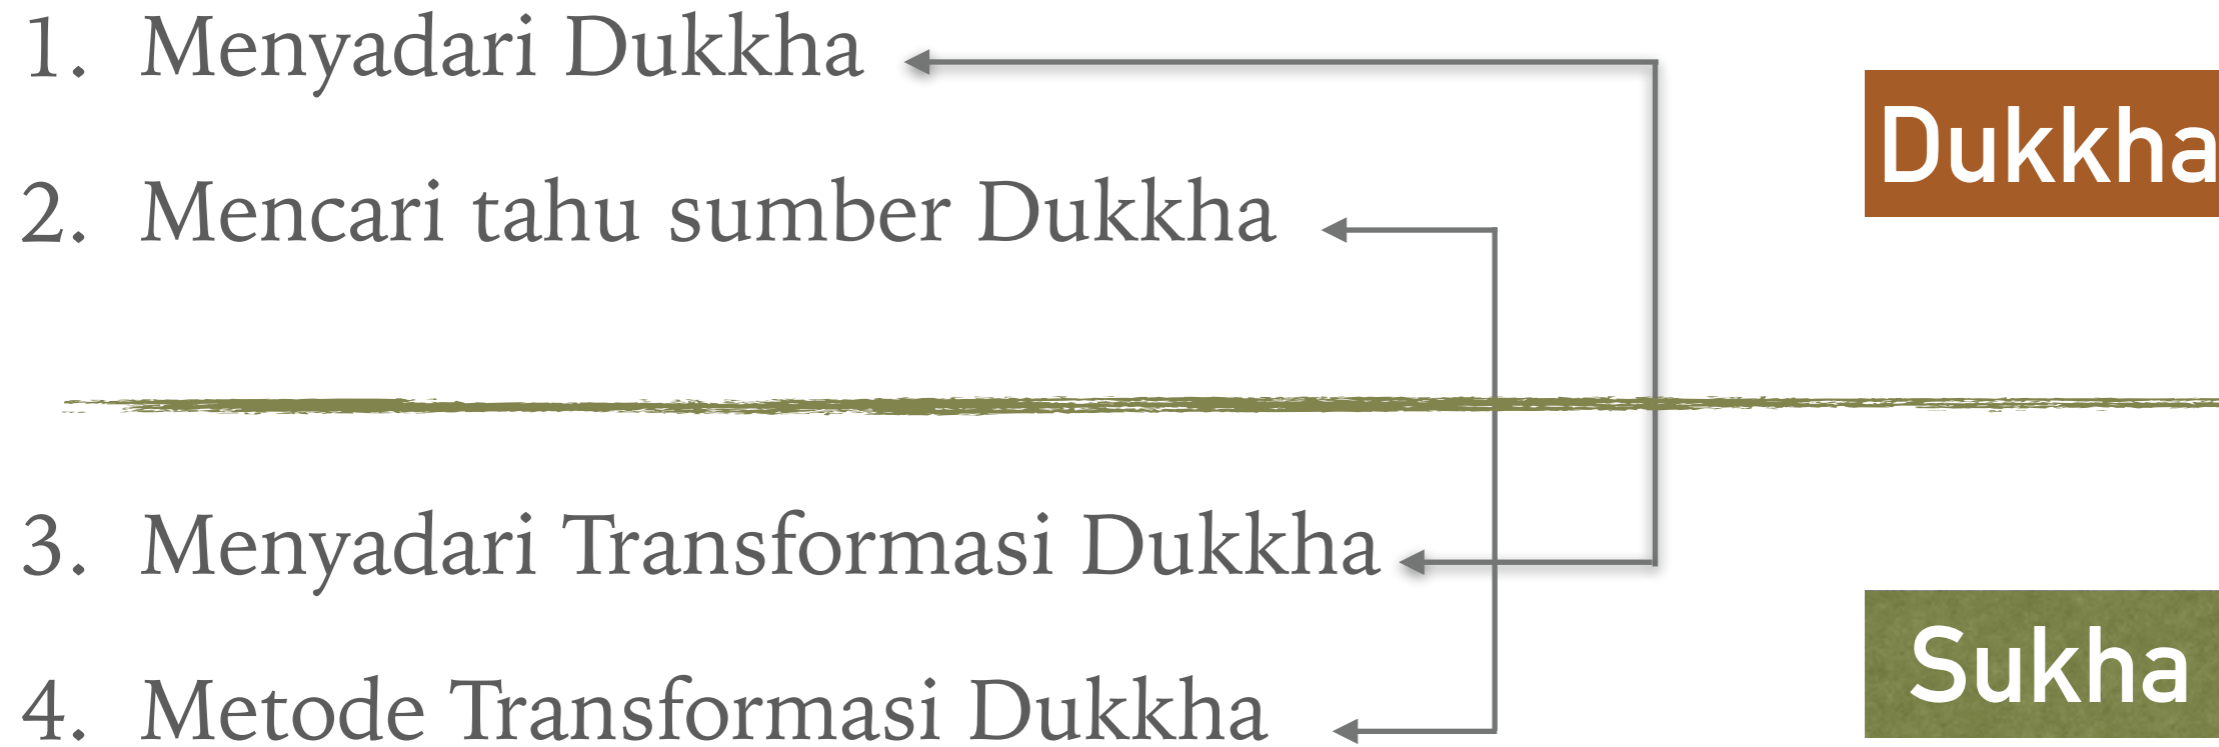 1. Menyadari Dukkha
Dukkha
2. Mencari tahu sumber Dukkha
3. Menyadari Transformasi Dukkha
Sukha
4. Metode Transformasi Dukkha